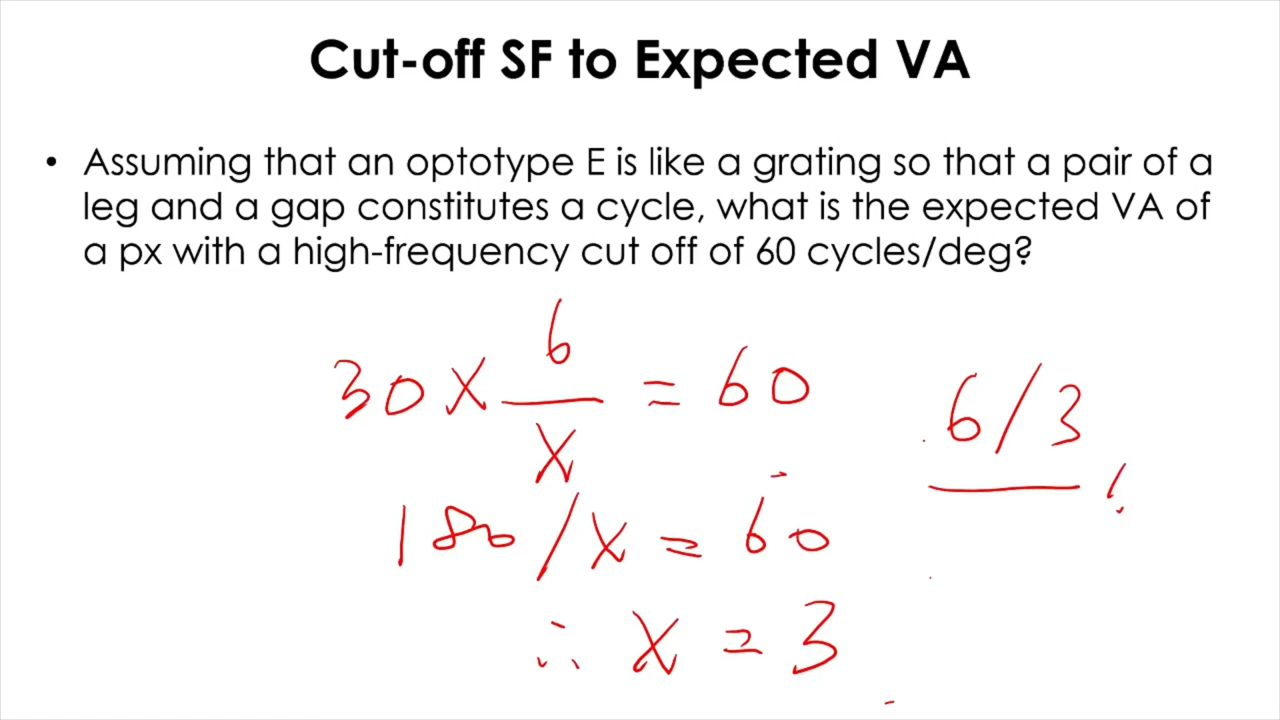 Cut-off SF to Expected VA
• Assuming that an optotype E is like a grating so that a pair of a
leg and a gap constitutes a cycle, what is the expected VA of
a px with a high-frequency cut off of 60 cycles/deg?
30 × 6/x = 60
6/3 !
180/x = 60
∴ x = 3